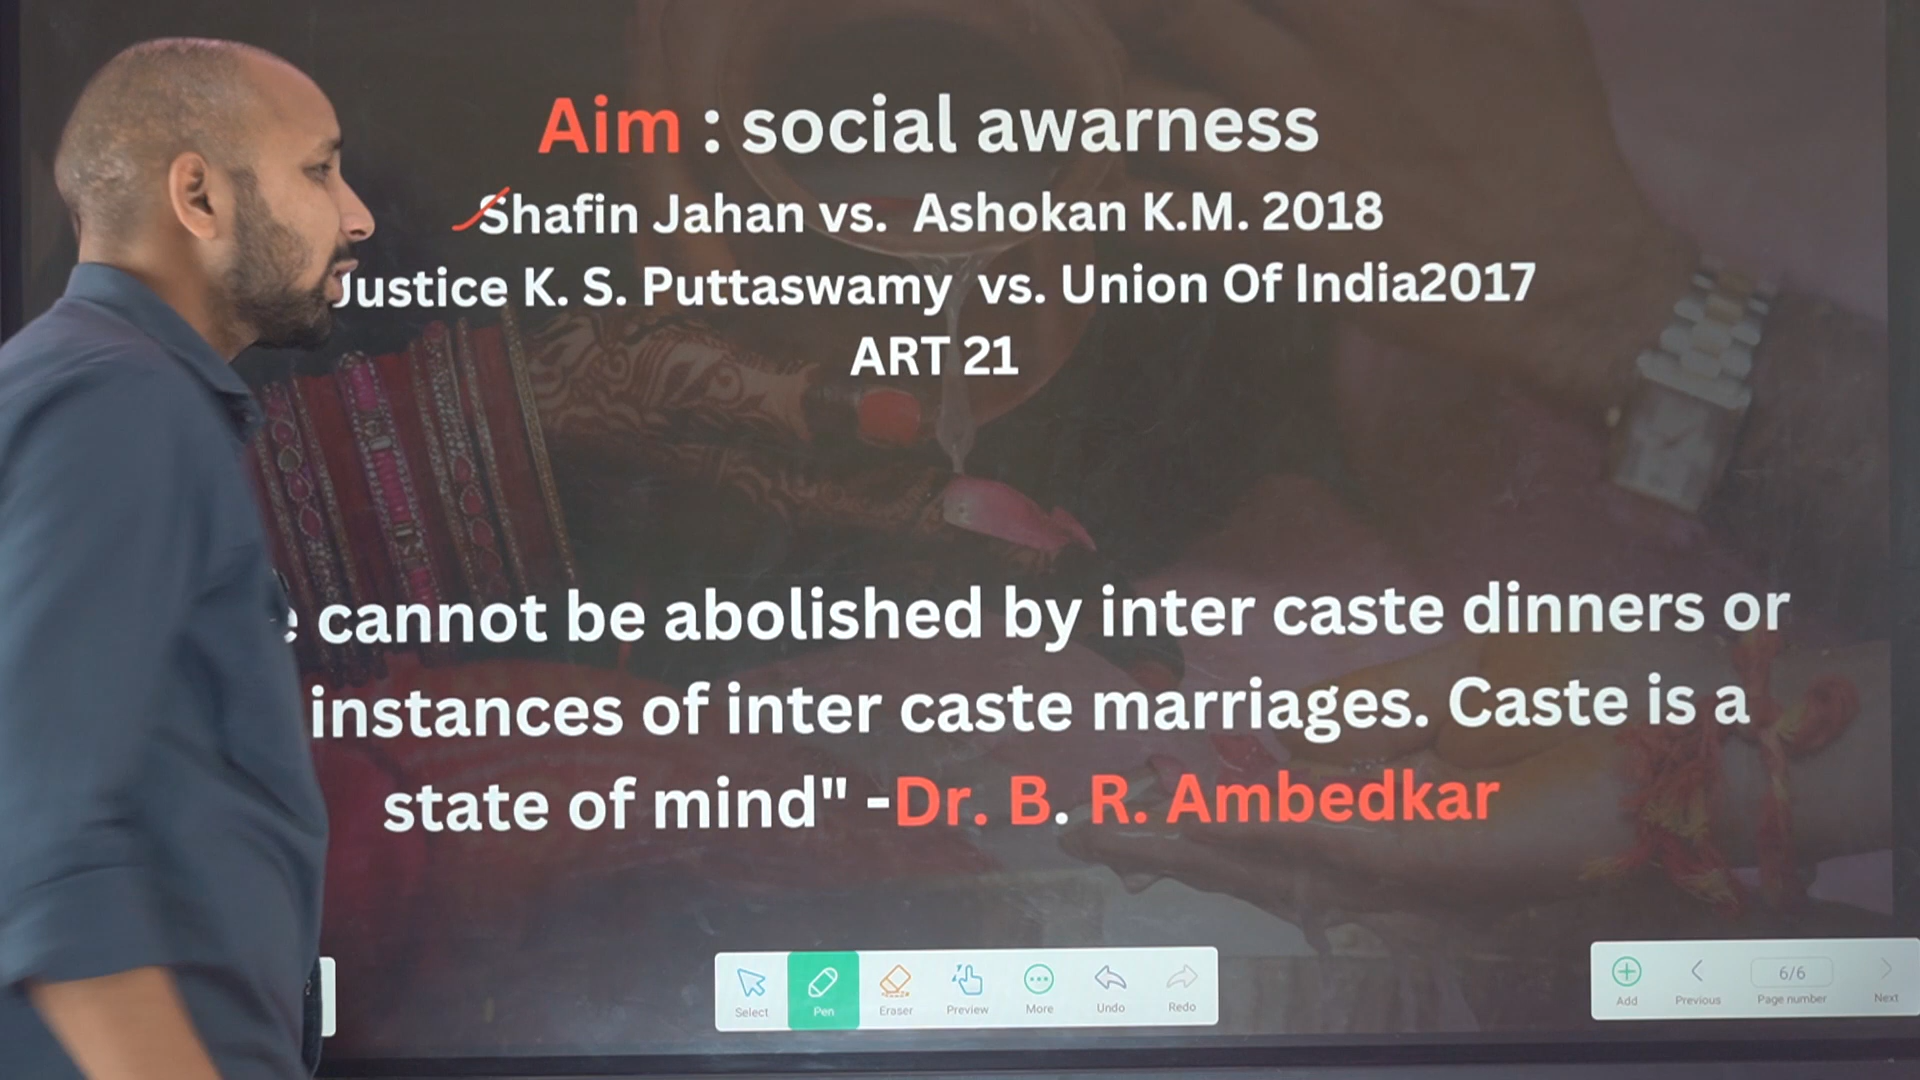 Aim : social awarness
Shafin Jahan vs. Ashokan K.M. 2018
Justice K. S. Puttaswamy vs. Union Of India2017
ART 21
cannot be abolished by inter caste dinners or
instances of inter caste marriages. Caste is a
state of mind" -Dr. B. R. Ambedkar
Select Pen Eraser Preview More Undo Redo
6/6
Add Previous Page number Next